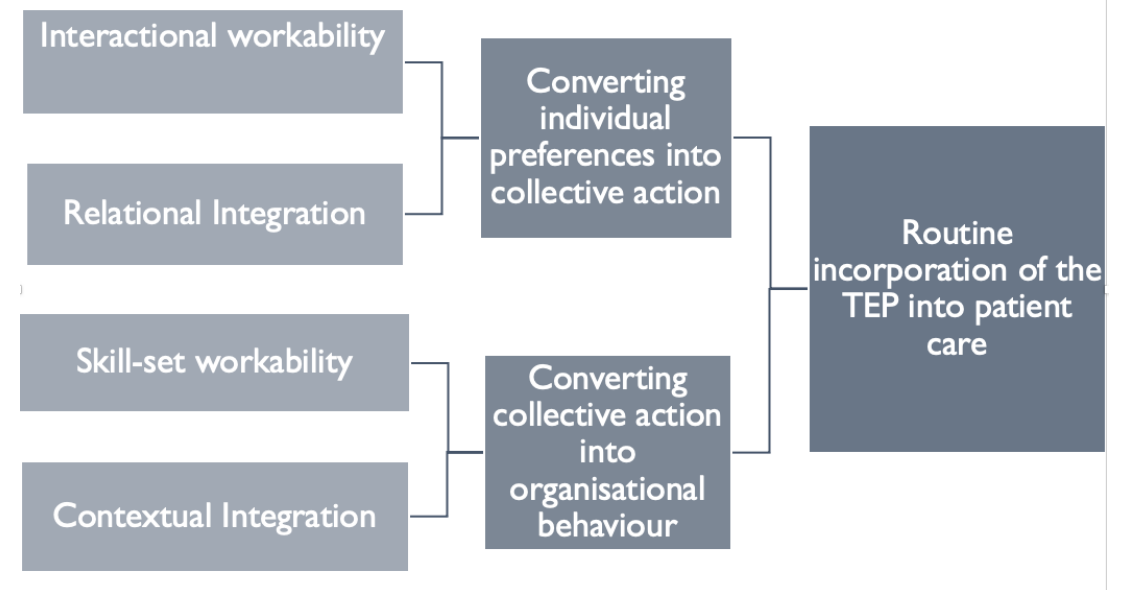 Interactional workability
Relational Integration
Skill-set workability
Contextual Integration
Converting
individual
preferences into
collective action
Converting
collective action
into
organisational
behaviour
Routine
incorporation of the
TEP into patient
care